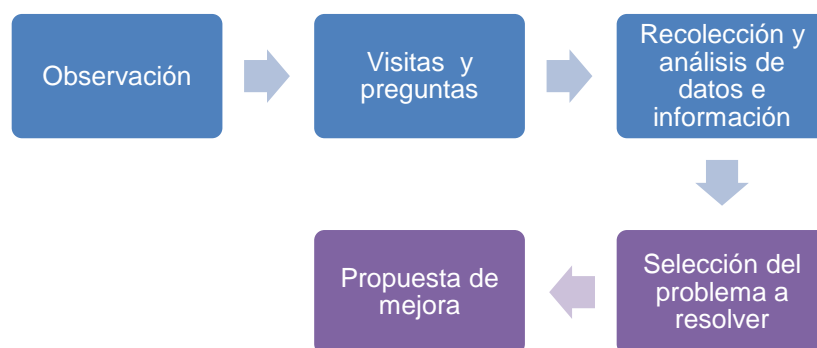 Observación
Visitas y
preguntas
Recolección y
análisis de
datos e
información
Selección del
problema a
resolver
Propuesta de
mejora